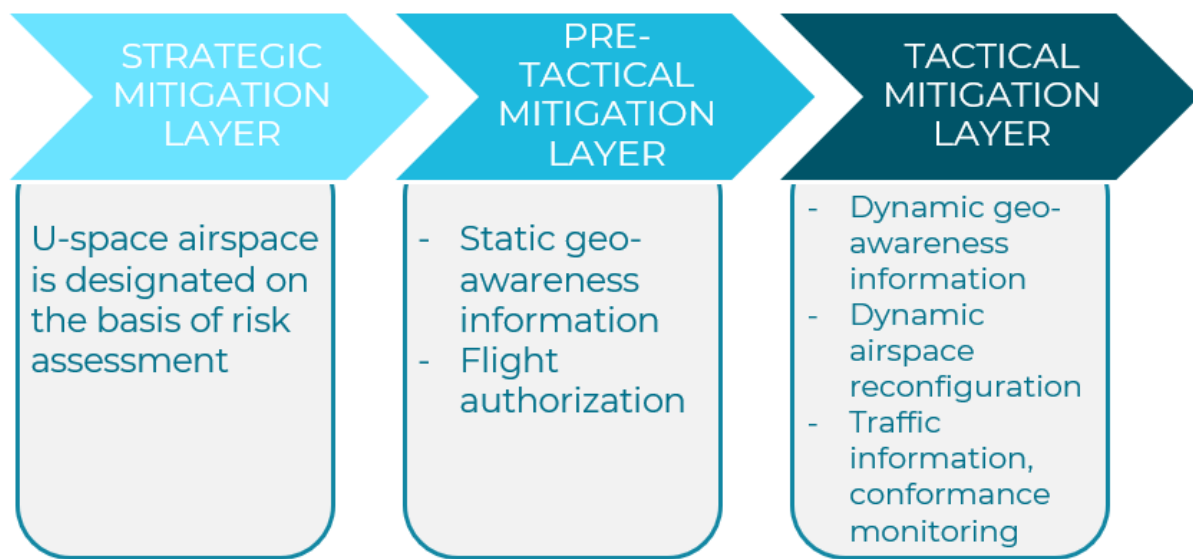 STRATEGIC
MITIGATION
LAYER
U-space airspace
is designated on
the basis of risk
assessment
PRE-
TACTICAL
MITIGATION
LAYER
- Static geo-
awareness
information
- Flight
authorization
TACTICAL
MITIGATION
LAYER
- Dynamic geo-
awareness
information
- Dynamic
airspace
reconfiguration
- Traffic
information,
conformance
monitoring